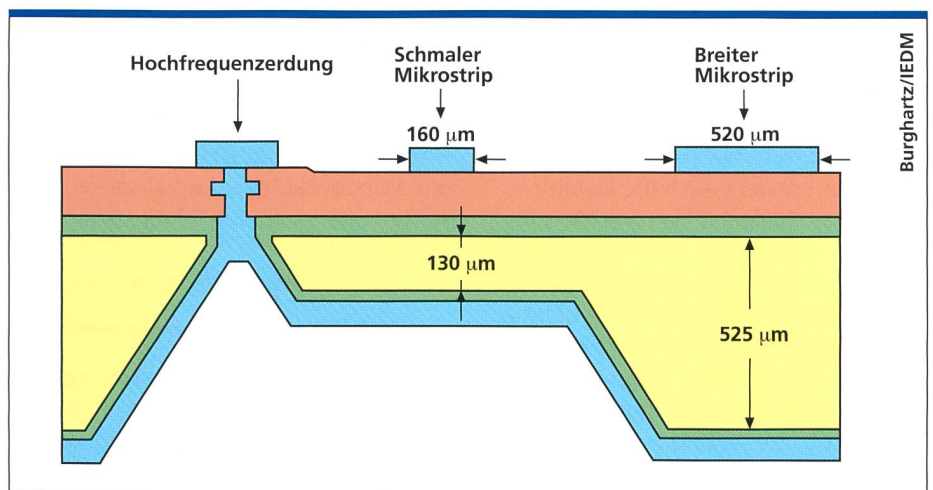 Hochfrequenzerdung
Schmaler
Mikrostrip
160 μm
Breiter
Mikrostrip
520 μm
Burghartz/IEDM
130 μm
525 μm